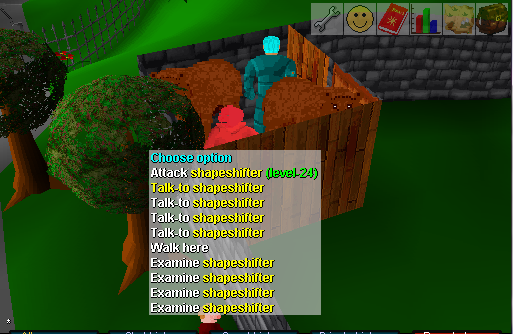 Choose option
Attack shapeshifter (level-24)
Talk-to shapeshifter
Talk-to shapeshifter
Talk-to shapeshifter
Talk-to shapeshifter
Walk here
Examine shapeshifter
Examine shapeshifter
Examine shapeshifter
Examine shapeshifter
*